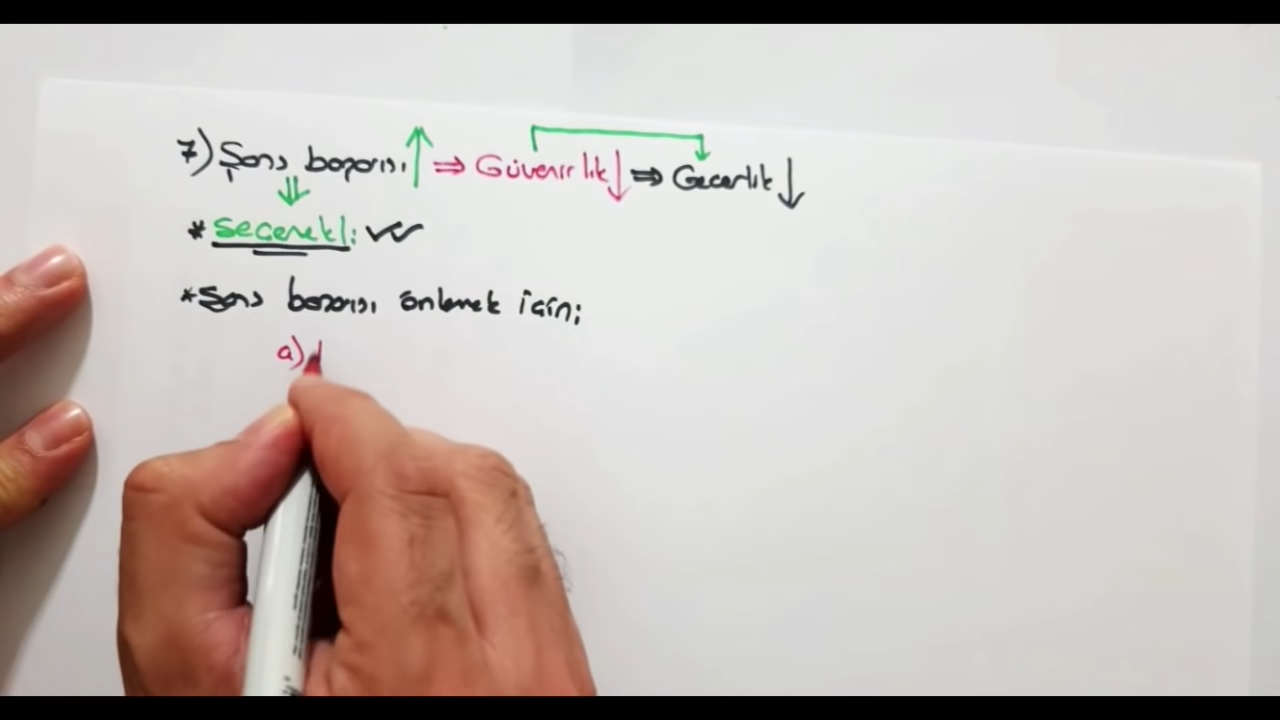 7) Şans başarısı ↑ ⇒ Güvenirlik ↓ ⇒ Geçerlik ↓
* Seçenekli:
* Şans başarısı önlemek için;
a)